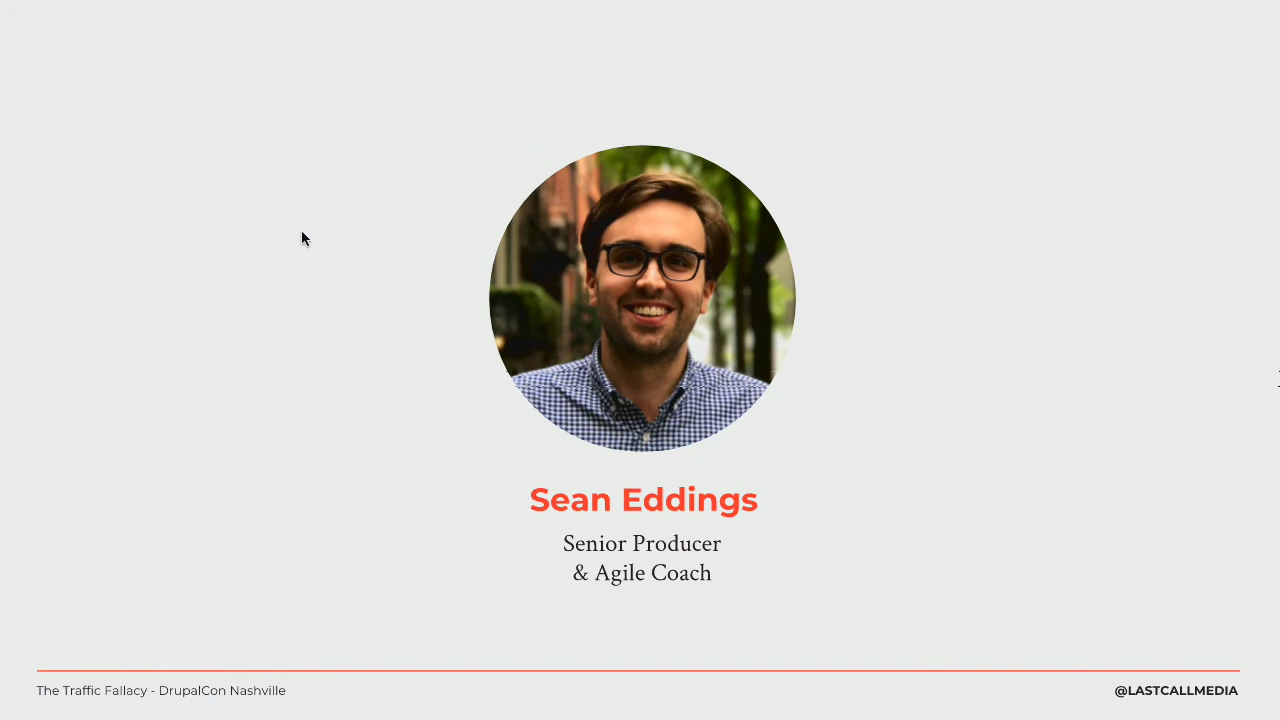 Sean Eddings
Senior Producer
& Agile Coach
The Traffic Fallacy - DrupalCon Nashville
@LASTCALLMEDIA